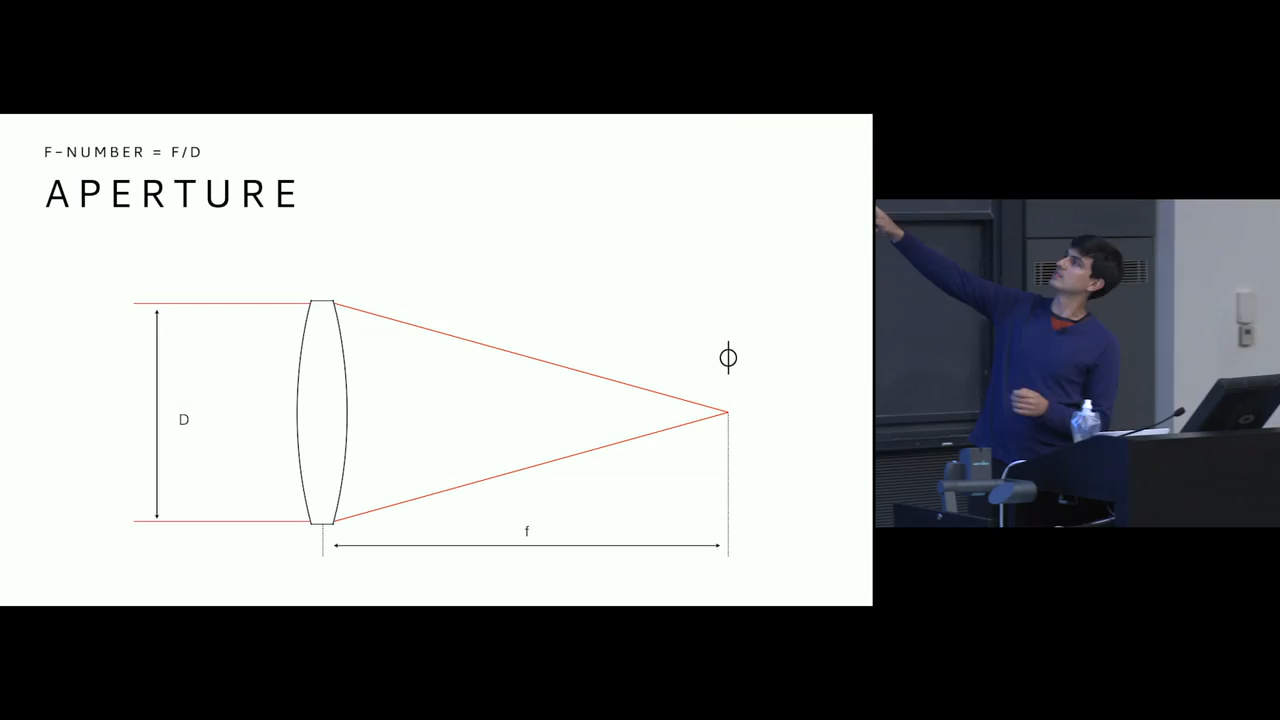 F-NUMBER = F/D
APERTURE
ϕ
D
f